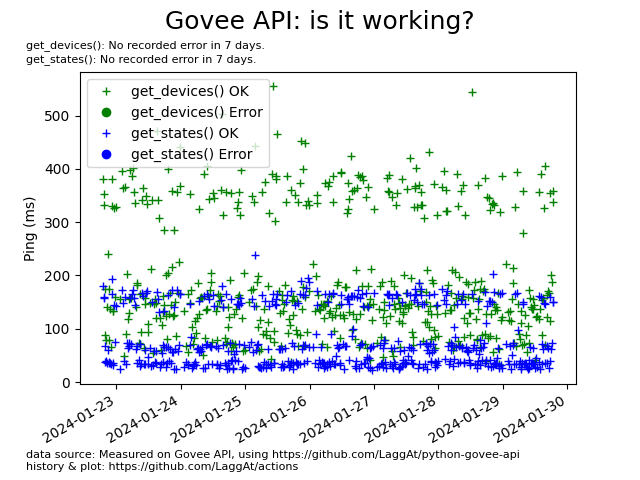 Govee API: is it working?
get_devices(): No recorded error in 7 days.
get_states(): No recorded error in 7 days.
get_devices() OK
get_devices() Error
get_states() OK
get_states() Error
Ping (ms)
500
400
300
200
100
0
2024-01-23
2024-01-24
2024-01-25
2024-01-26
2024-01-27
2024-01-28
2024-01-29
2024-01-30
data source: Measured on Govee API, using https://github.com/LaggAt/python-govee-api
history & plot: https://github.com/LaggAt/actions